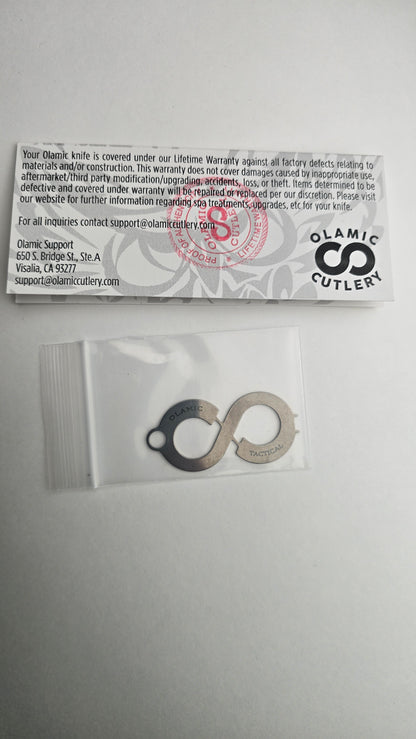 Your Olamic knife is covered under our Lifetime Warranty against all factory defects relating to
materials and/or construction. This warranty does not cover damages caused by inappropriate use,
aftermarket/third party modification/upgrading, accidents, loss, or theft. Items determined to be
defective and covered under warranty will be repaired or replaced per our discretion. Please visit
our website for further information regarding spa treatments, upgrades, etc for your knife.
For all inquiries contact support@olamiccutlery.com
Olamic Support
650 S. Bridge St., Ste.A
Visalia, CA 93277
support@olamiccutlery.com
OLAMIC
CUTLERY
OLAMIC
TACTICAL